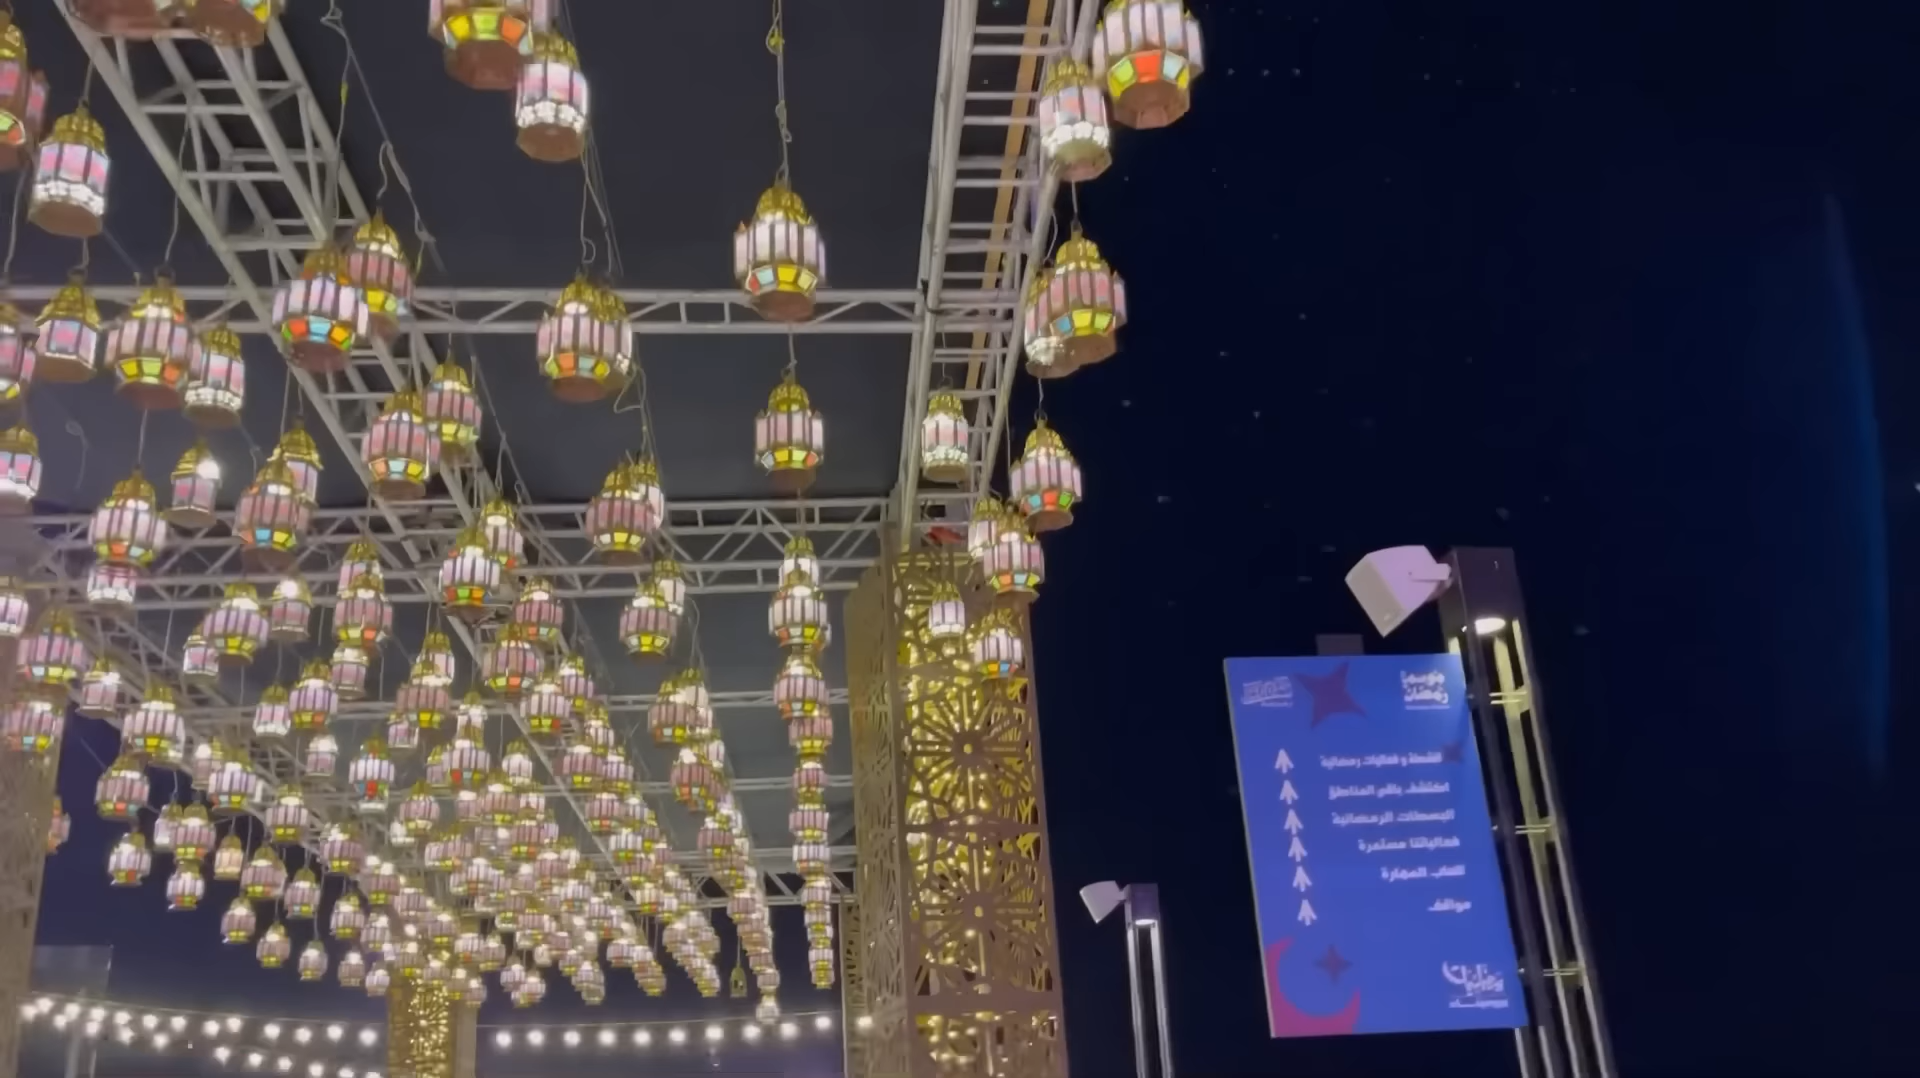 موسم
رمضان
أنشطة و فعاليات رمضانية
اكتشف باقي المناطق
البسطات الرمضانية
فعالياتنا مستمرة
ألعاب المهارة
مواقف